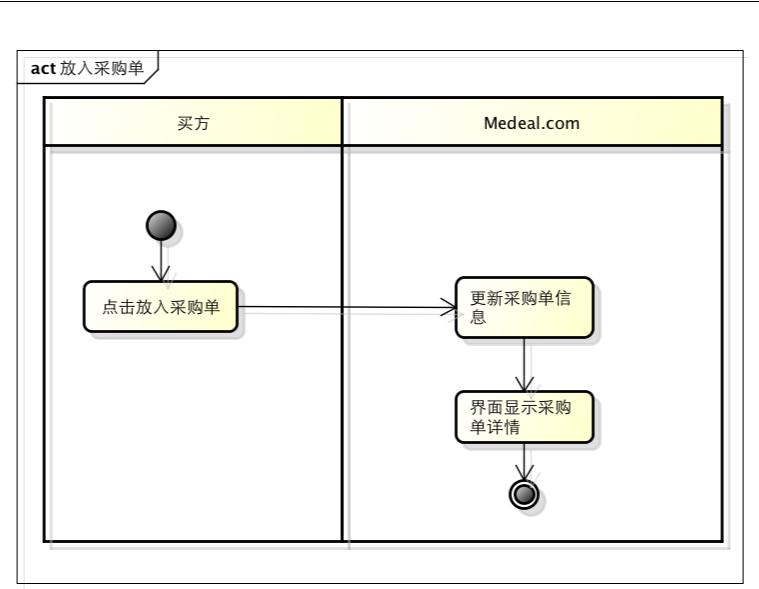 act 放入采购单
买方
Medeal.com
点击放入采购单
更新采购单信
息
界面显示采购
单详情